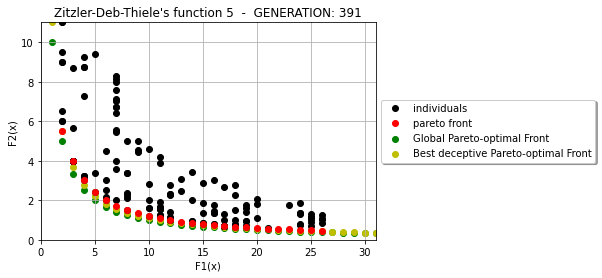 Zitzler-Deb-Thiele's function 5 - GENERATION: 391
10
8
6
4
2
0
F2(x)
0 5 10 15 20 25 30
F1(x)
individuals
pareto front
Global Pareto-optimal Front
Best deceptive Pareto-optimal Front